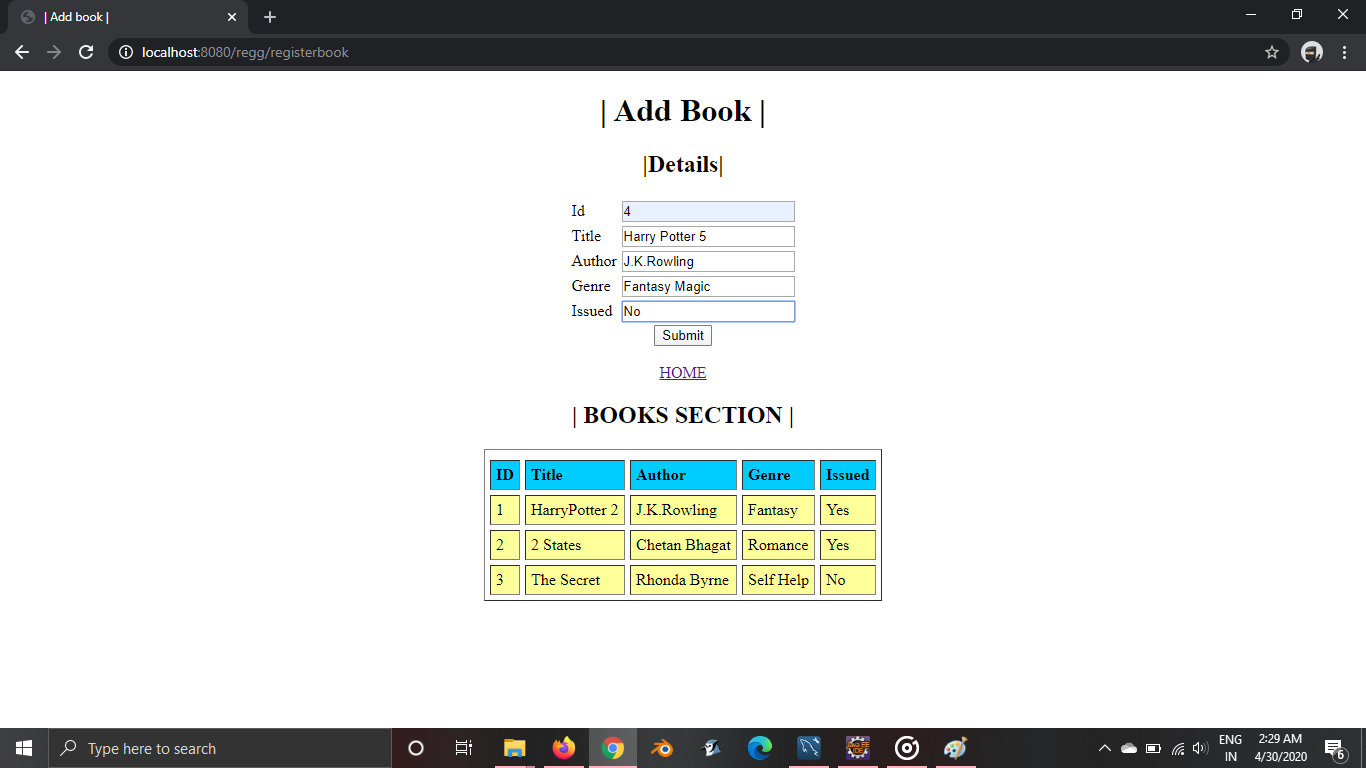 | Add book |
localhost:8080/regg/registerbook
| Add Book |
|Details|
Id 4
Title Harry Potter 5
Author J.K.Rowling
Genre Fantasy Magic
Issued No
Submit
HOME
| BOOKS SECTION |
ID Title Author Genre Issued
1 HarryPotter 2 J.K.Rowling Fantasy Yes
2 2 States Chetan Bhagat Romance Yes
3 The Secret Rhonda Byrne Self Help No
Type here to search
ENG 2:29 AM
IN 4/30/2020 6